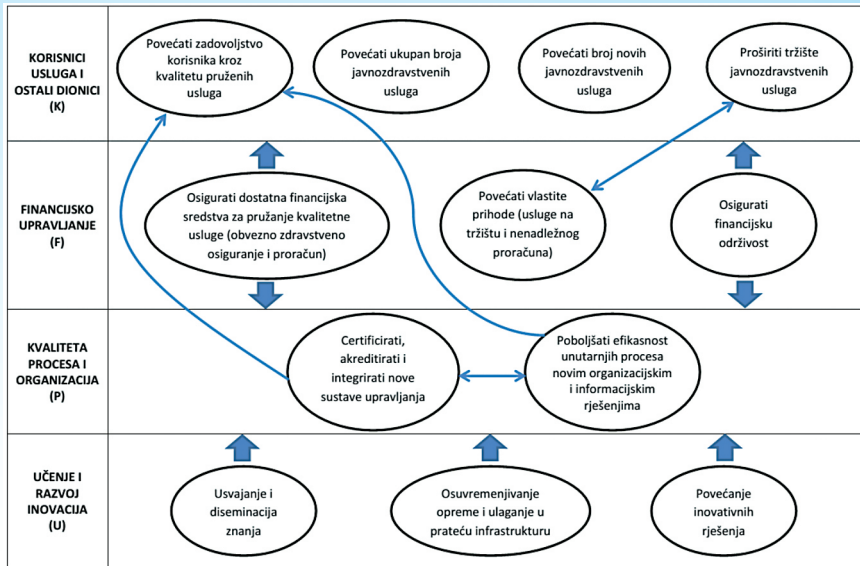 KORISNICI
USLUGA I
OSTALI DIONICI
(K)
Povećati zadovoljstvo
korisnika kroz
kvalitetu pruženih
usluga
Povećati ukupan broja
javnozdravstvenih
usluga
Povećati broj novih
javnozdravstvenih
usluga
Proširiti tržište
javnozdravstvenih
usluga
FINANCIJSKO
UPRAVLJANJE
(F)
Osigurati dostatna financijska
sredstva za pružanje kvalitetne
usluge (obvezno zdravstveno
osiguranje i proračun)
Povećati vlastite
prihode (usluge na
tržištu i nenadležnog
proračuna)
Osigurati
financijsku
održivost
KVALITETA
PROCESA I
ORGANIZACIJA
(P)
Certificirati,
akreditirati i
integrirati nove
sustave upravljanja
Poboljšati efikasnost
unutarnjih procesa
novim organizacijskim
i informacijskim
rješenjima
UČENJE I
RAZVOJ
INOVACIJA
(U)
Usvajanje i
diseminacija
znanja
Osuvremenjivanje
opreme i ulaganje u
prateću infrastrukturu
Povećanje
inovativnih
rješenja